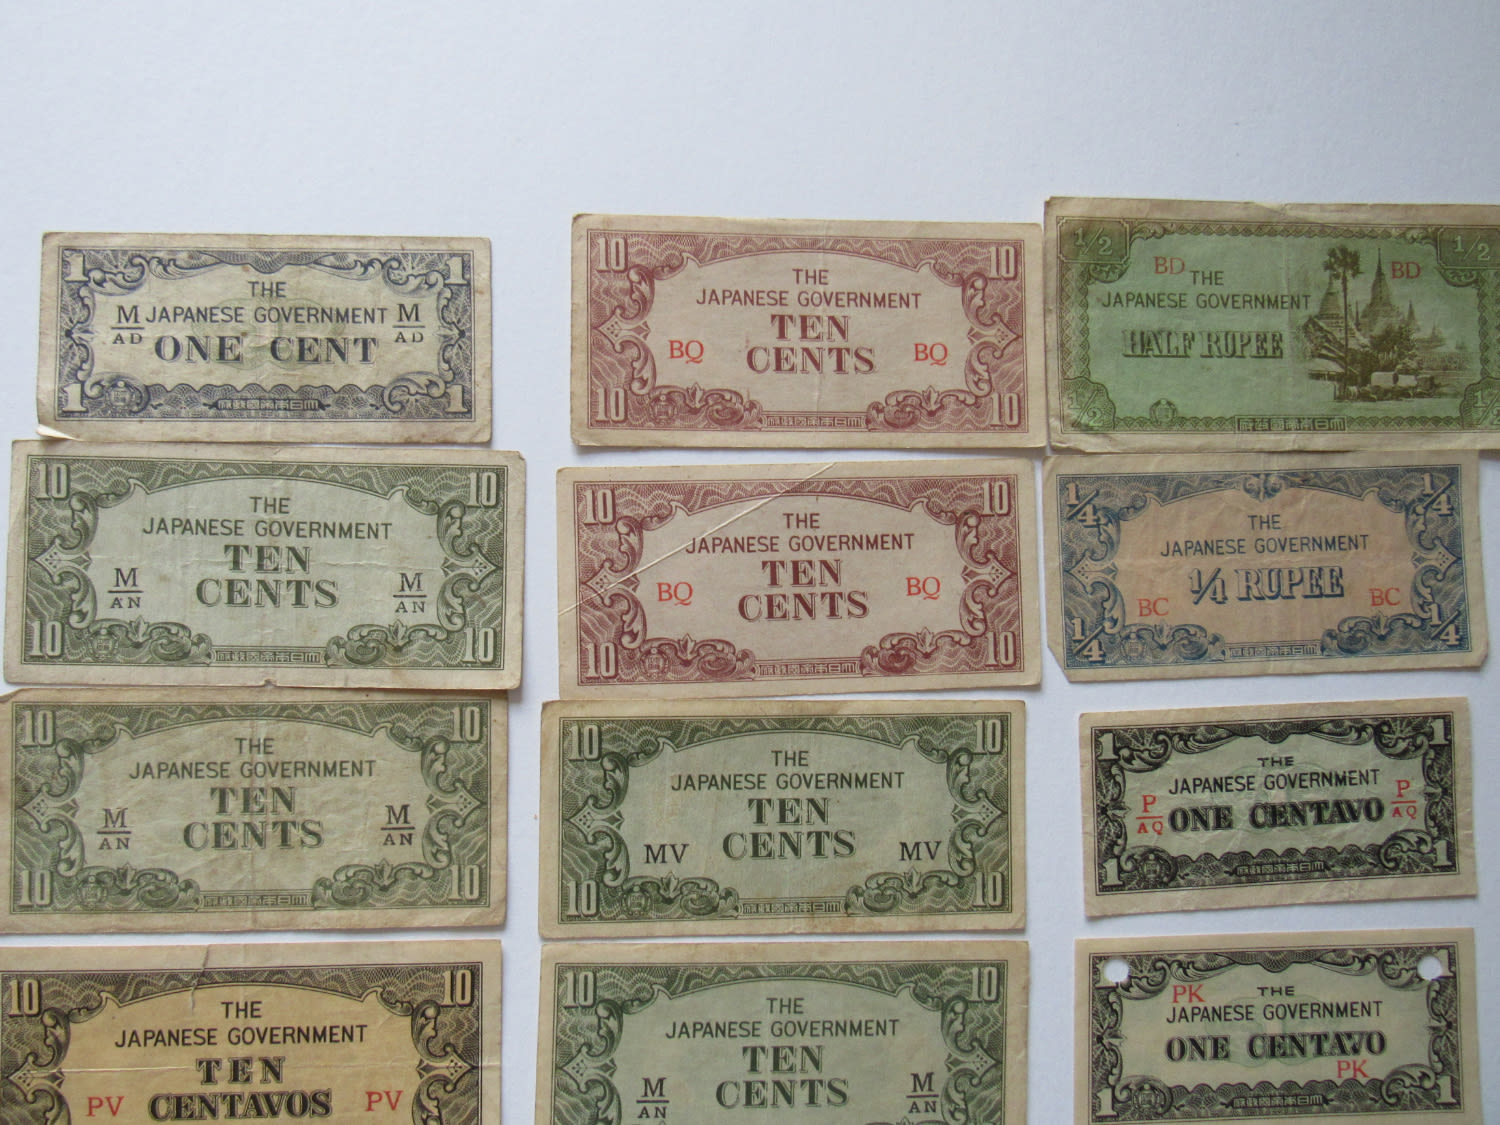 1 1
THE
M JAPANESE GOVERNMENT M
AD ONE CENT AD
1 1
10 10
THE
JAPANESE GOVERNMENT
TEN
M CENTS M
AN AN
10 10
10 10
THE
JAPANESE GOVERNMENT
TEN
M CENTS M
AN AN
10 10
10 10
THE
JAPANESE GOVERNMENT
TEN
PV CENTAVOS PV
10 10
THE
JAPANESE GOVERNMENT
TEN
BQ CENTS BQ
10 10
10 10
THE
JAPANESE GOVERNMENT
TEN
BQ CENTS BQ
10 10
10 10
THE
JAPANESE GOVERNMENT
TEN
MV CENTS MV
10 10
10 10
THE
JAPANESE GOVERNMENT
TEN
M CENTS M
AN AN
1/2 1/2
BD THE BD
JAPANESE GOVERNMENT
HALF RUPEE
1/2
1/4 1/4
THE
JAPANESE GOVERNMENT
1/4 RUPEE
BC BC
1/4 1/4
1 1
THE
JAPANESE GOVERNMENT
P ONE CENTAVO P
AQ AQ
1 1
PK THE
JAPANESE GOVERNMENT
ONE CENTAVO
PK
1 1